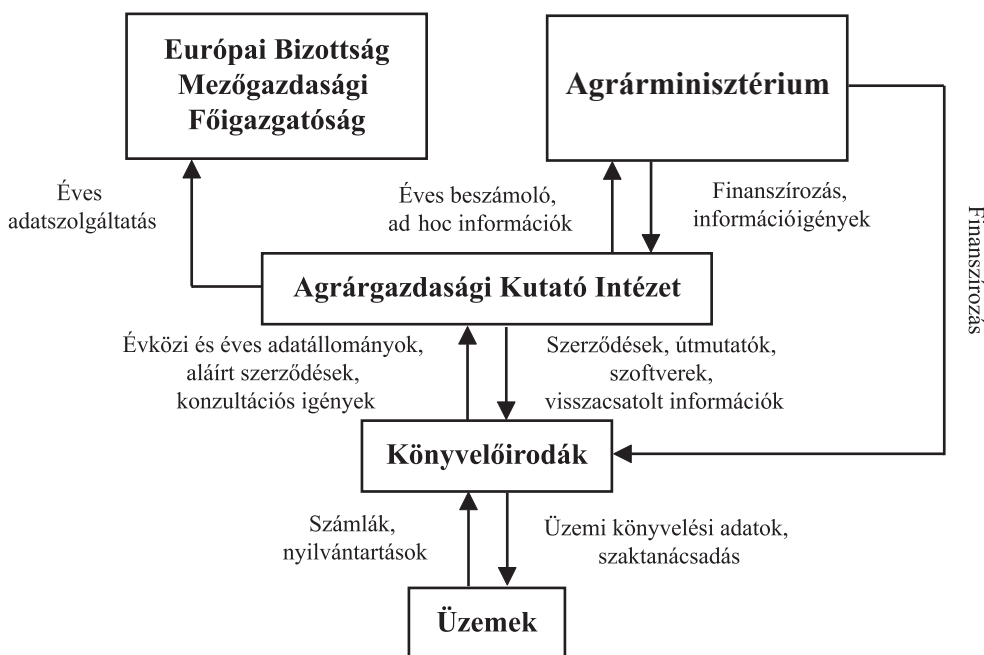 Európai Bizottság
Mezőgazdasági
Főigazgatóság
Agrárminisztérium
Éves
adatszolgáltatás
Éves beszámoló,
ad hoc információk
Finanszírozás,
információigények
Finanszírozás
Agrárgazdasági Kutató Intézet
Évközi és éves adatállományok,
aláírt szerződések,
konzultációs igények
Szerződések, útmutatók,
szoftverek,
visszacsatolt információk
Könyvelőirodák
Számlák,
nyilvántartások
Üzemi könyvelési adatok,
szaktanácsadás
Üzemek